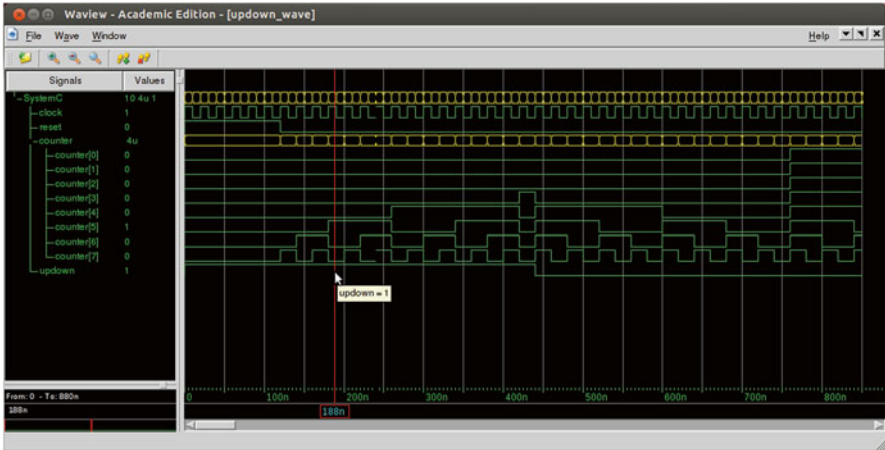 Waview - Academic Edition - [updown_wave]
File Wave Window Help
Signals Values
SystemC 10 4u 1
clock 1
reset 0
counter 4u
counter[0] 0
counter[1] 0
counter[2] 0
counter[3] 0
counter[4] 0
counter[5] 1
counter[6] 0
counter[7] 0
updown 1
updown = 1
From: 0 - To: 880n
0 100n 200n 300n 400n 500n 600n 700n 800n
188n 188n